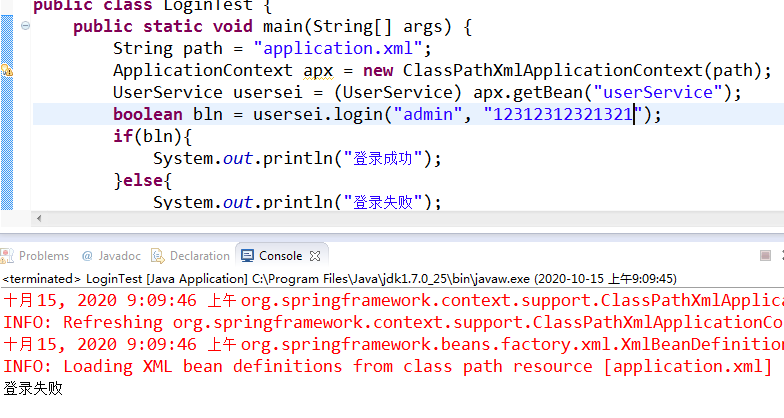 public class LoginTest {
public static void main(String[] args) {
String path = "application.xml";
ApplicationContext apx = new ClassPathXmlApplicationContext(path);
UserService usersei = (UserService) apx.getBean("userService");
boolean bln = usersei.login("admin", "12312312321321");
if(bln){
System.out.println("登录成功");
}else{
System.out.println("登录失败");
Problems @ Javadoc Declaration Console
<terminated> LoginTest [Java Application] C:\Program Files\Java\jdk1.7.0_25\bin\javaw.exe (2020-10-15 上午9:09:45)
十月15, 2020 9:09:46 上午 org.springframework.context.support.ClassPathXmlApplica
INFO: Refreshing org.springframework.context.support.ClassPathXmlApplicationCo
十月15, 2020 9:09:46 上午 org.springframework.beans.factory.xml.XmlBeanDefinition
INFO: Loading XML bean definitions from class path resource [application.xml]
登录失败